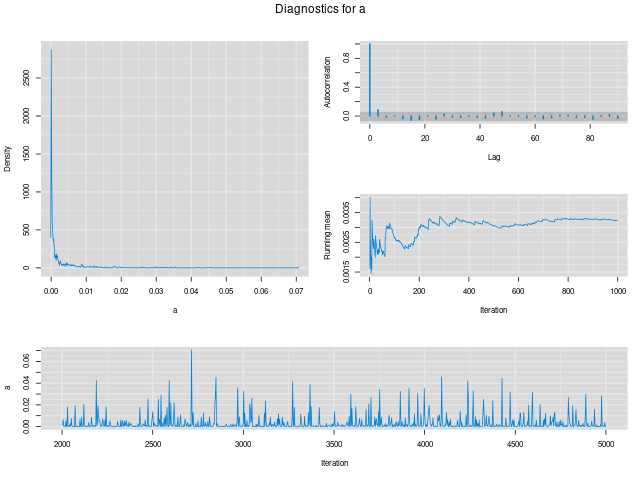 Diagnostics for a
Density
0
500
1000
1500
2000
2500
0.00 0.01 0.02 0.03 0.04 0.05 0.06 0.07
a
Autocorrelation
0.0 0.4 0.8
0 20 40 60 80
Lag
Running mean
0.0015 0.0025 0.0035
0 200 400 600 800 1000
Iteration
a
0.00 0.02 0.04 0.06
2000 2500 3000 3500 4000 4500 5000
Iteration